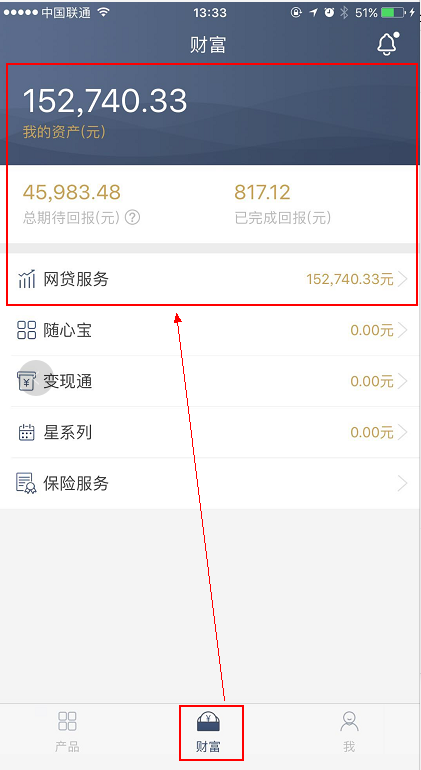 中国联通 13:33 51%
财富
152,740.33
我的资产(元)
45,983.48 817.12
总期待回报(元) ? 已完成回报(元)
网贷服务 152,740.33元
随心宝 0.00元
¥ 变现通 0.00元
星系列 0.00元
保险服务
¥
产品 财富 我